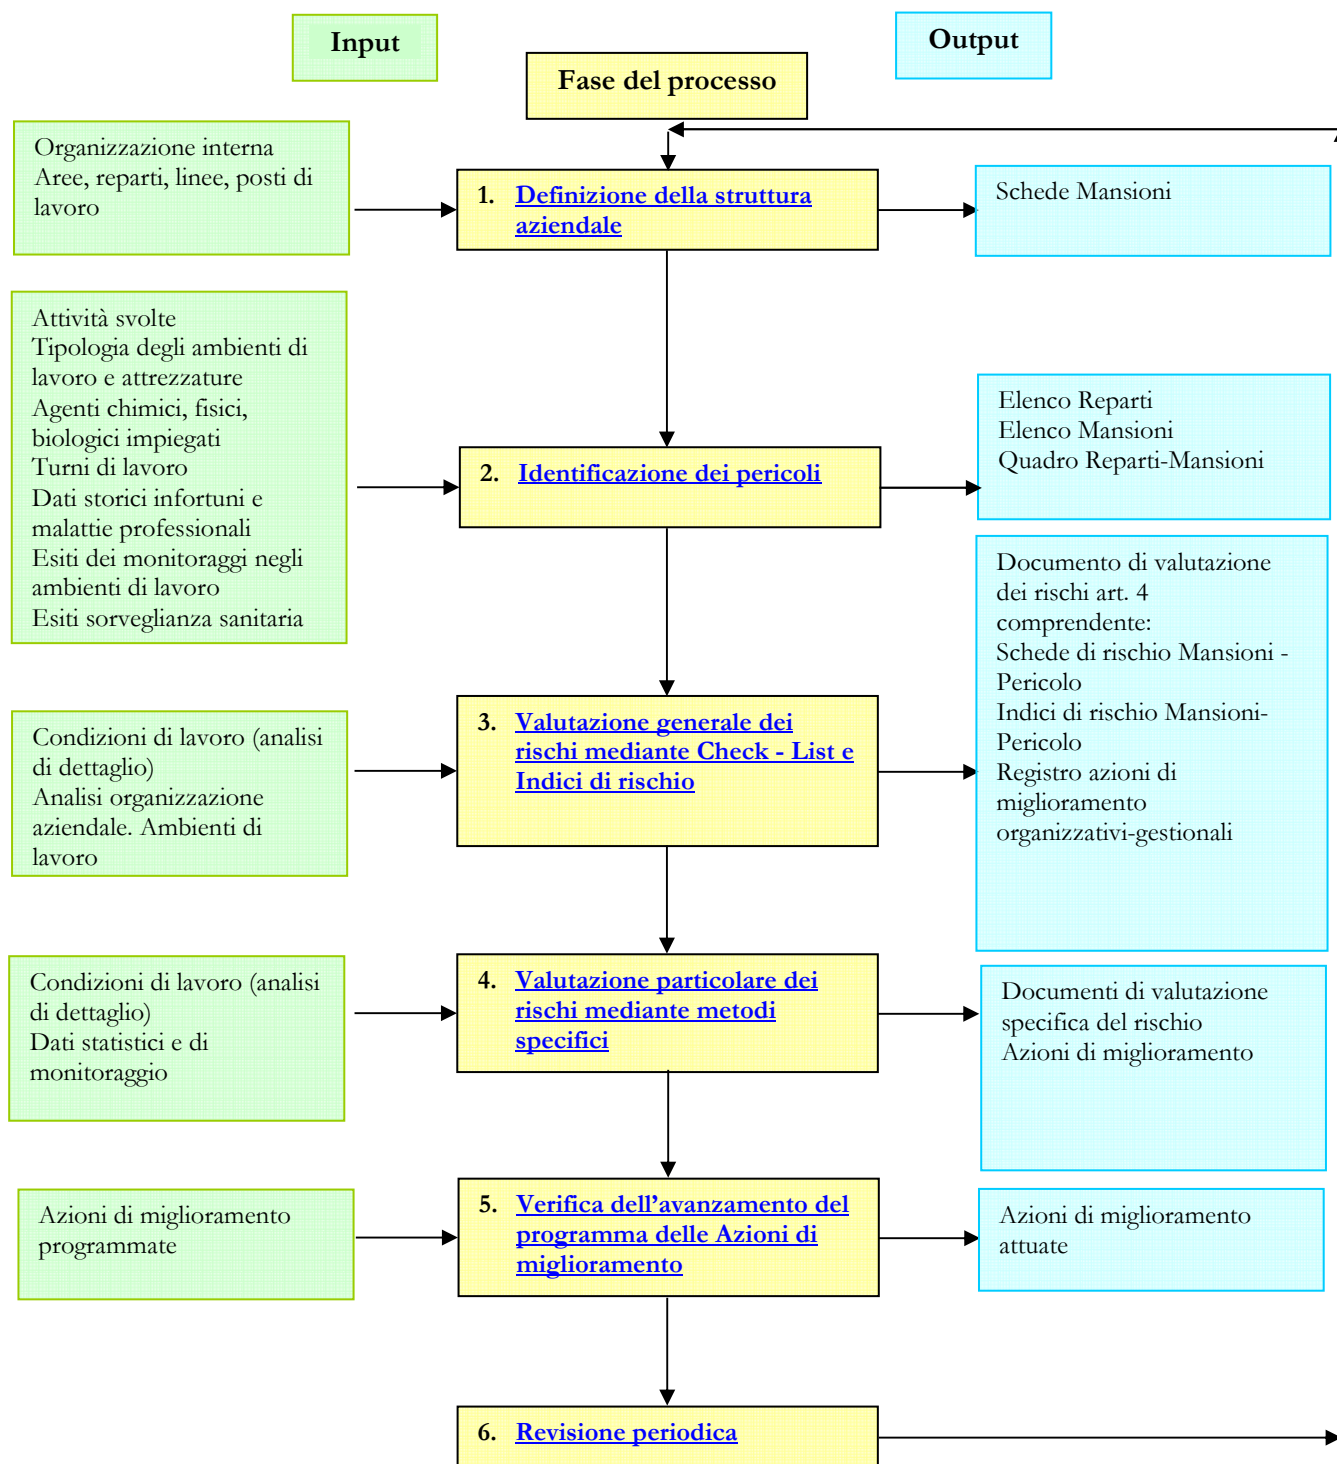 Input
Output
Fase del processo
Organizzazione interna
Aree, reparti, linee, posti di
lavoro
1. Definizione della struttura
aziendale
Schede Mansioni
Attività svolte
Tipologia degli ambienti di
lavoro e attrezzature
Agenti chimici, fisici,
biologici impiegati
Turni di lavoro
Dati storici infortuni e
malattie professionali
Esiti dei monitoraggi negli
ambienti di lavoro
Esiti sorveglianza sanitaria
2. Identificazione dei pericoli
Elenco Reparti
Elenco Mansioni
Quadro Reparti-Mansioni
Condizioni di lavoro (analisi
di dettaglio)
Analisi organizzazione
aziendale. Ambienti di
lavoro
3. Valutazione generale dei
rischi mediante Check - List e
Indici di rischio
Documento di valutazione
dei rischi art. 4
comprendente:
Schede di rischio Mansioni -
Pericolo
Indici di rischio Mansioni-
Pericolo
Registro azioni di
miglioramento
organizzativi-gestionali
Condizioni di lavoro (analisi
di dettaglio)
Dati statistici e di
monitoraggio
4. Valutazione particolare dei
rischi mediante metodi
specifici
Documenti di valutazione
specifica del rischio
Azioni di miglioramento
Azioni di miglioramento
programmate
5. Verifica dell'avanzamento del
programma delle Azioni di
miglioramento
Azioni di miglioramento
attuate
6. Revisione periodica